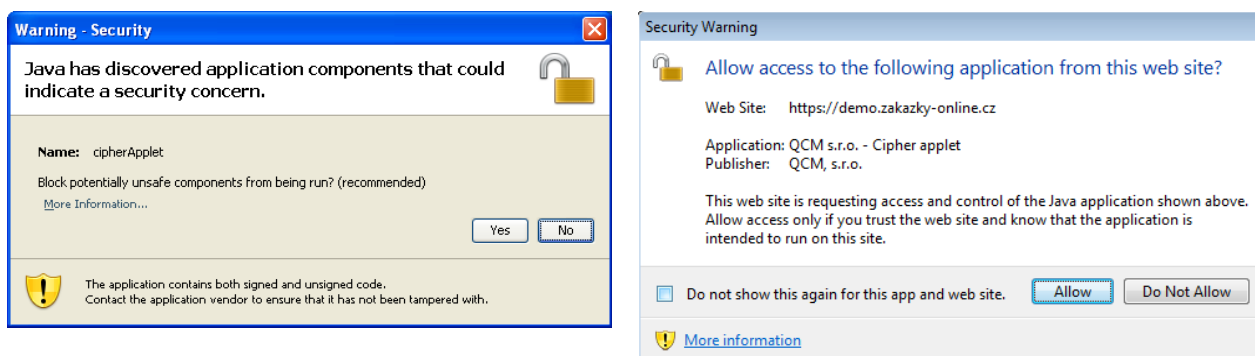 Warning - Security
Java has discovered application components that could
indicate a security concern.
Name: cipherApplet
Block potentially unsafe components from being run? (recommended)
More Information...
Yes No
The application contains both signed and unsigned code.
Contact the application vendor to ensure that it has not been tampered with.
Security Warning
Allow access to the following application from this web site?
Web Site: https://demo.zakazky-online.cz
Application: QCM s.r.o. - Cipher applet
Publisher: QCM, s.r.o.
This web site is requesting access and control of the Java application shown above.
Allow access only if you trust the web site and know that the application is
intended to run on this site.
Do not show this again for this app and web site. Allow Do Not Allow
More information